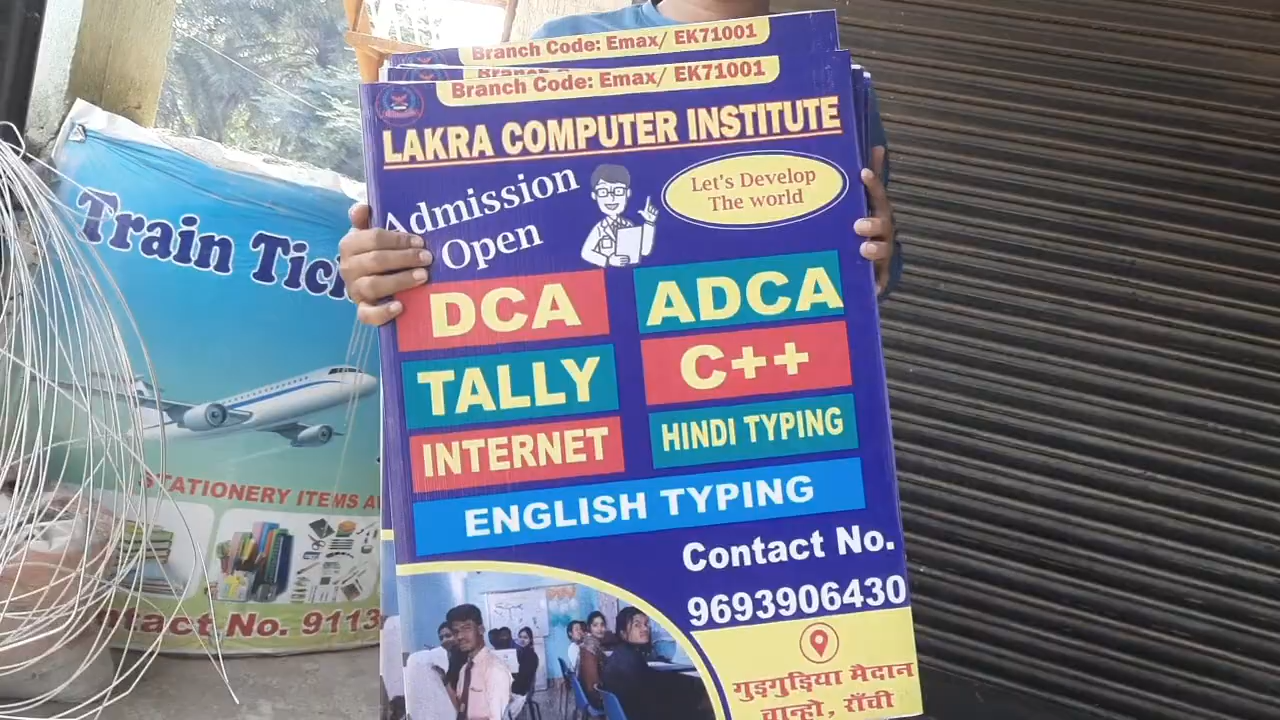 Branch Code: Emax/ EK71001
Branch Code: Emax/ EK71001
LAKRA COMPUTER INSTITUTE
Admission
Open
Let's Develop
The world
DCA
ADCA
TALLY
C++
INTERNET
HINDI TYPING
ENGLISH TYPING
Contact No.
9693906430
गुड़गुड़िया मैदान
चान्हो, राँची
Train Tic
STATIONERY ITEMS A
ntact No. 9113